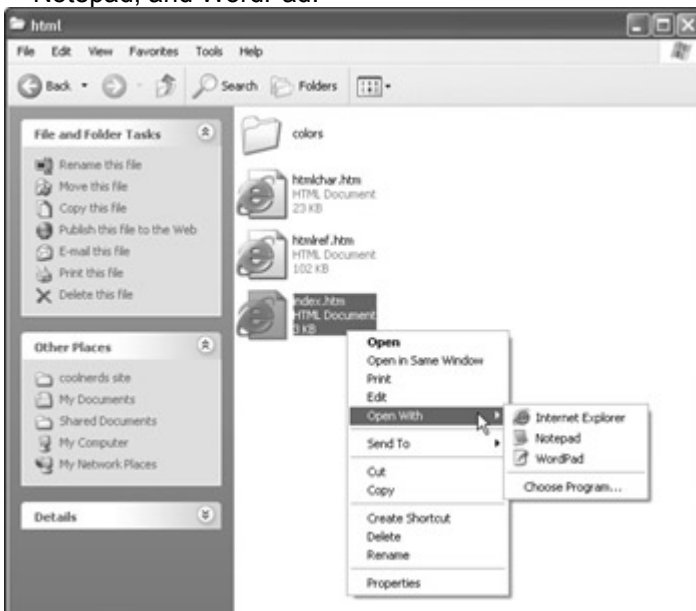 Notepad, and WordPad.
html
File Edit View Favorites Tools Help
Back Search Folders
File and Folder Tasks
Rename this file
Move this file
Copy this file
Publish this file to the Web
E-mail this file
Print this file
Delete this file
Other Places
coolnerds site
My Documents
Shared Documents
My Computer
My Network Places
Details
colors
htmlchar.htm
HTML Document
23 KB
htmlref.htm
HTML Document
102 KB
index.htm
HTML Document
3 KB
Open
Open in Same Window
Print
Edit
Open With
Send To
Cut
Copy
Create Shortcut
Delete
Rename
Properties
Internet Explorer
Notepad
WordPad
Choose Program...